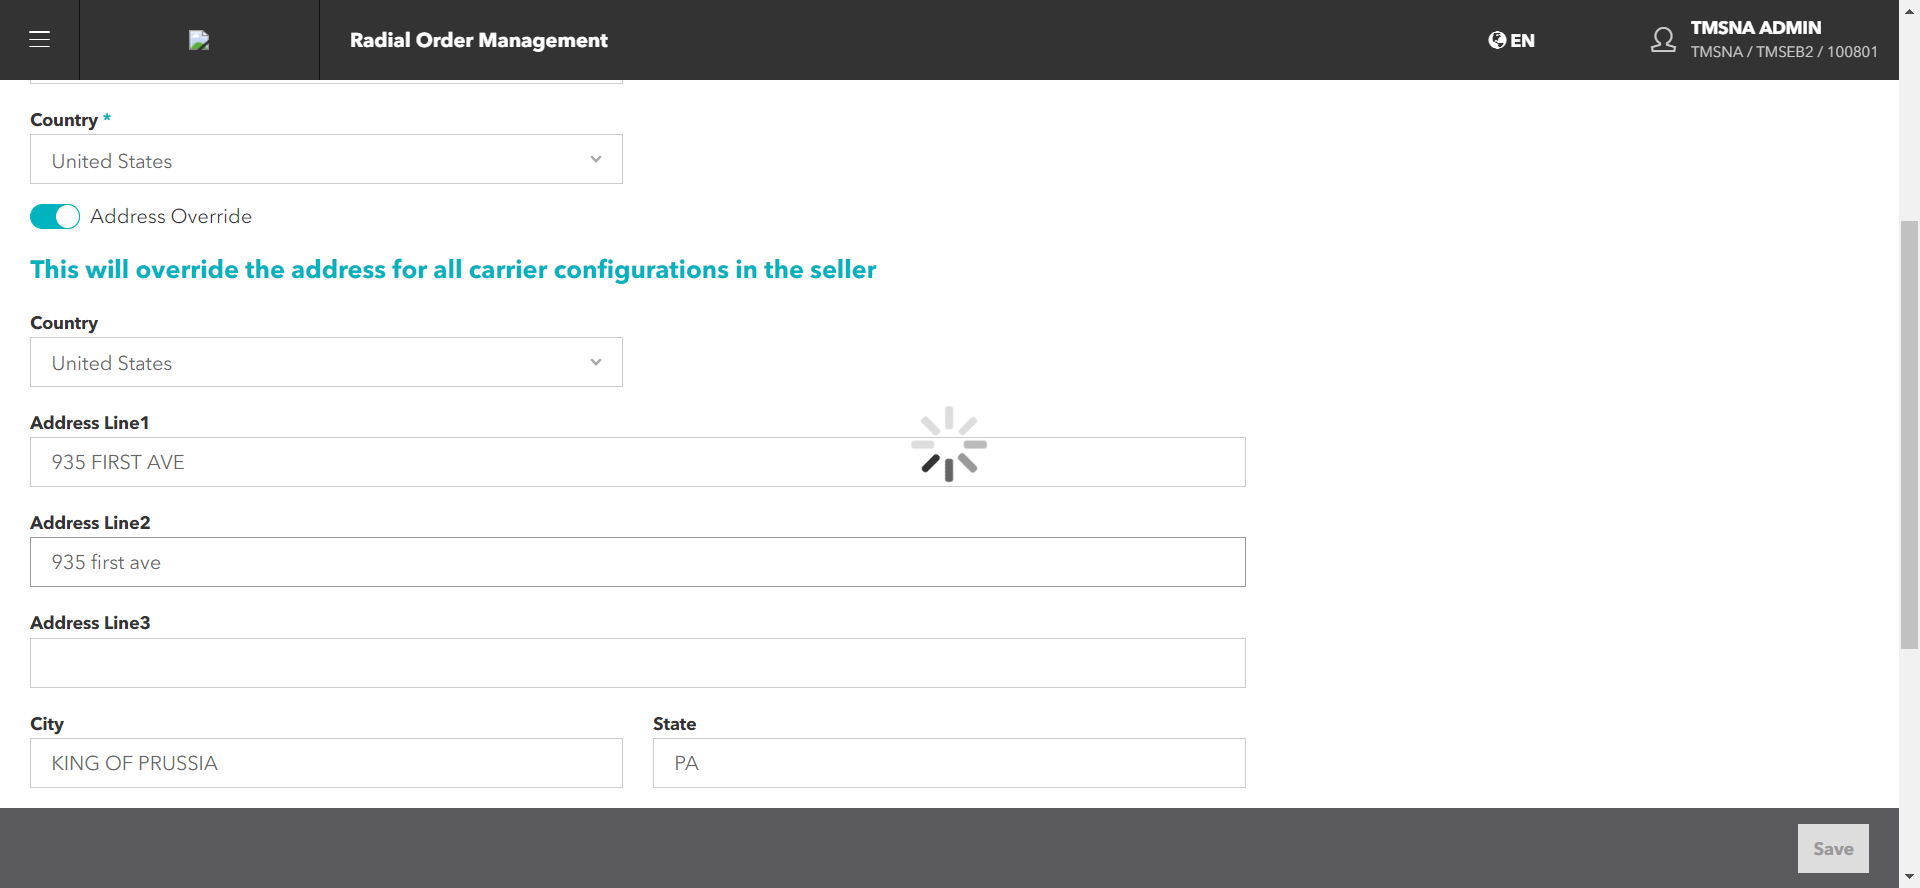 Radial Order Management
EN
TMSNA ADMIN
TMSNA / TMSEB2 / 100801
Country *
United States
Address Override
This will override the address for all carrier configurations in the seller
Country
United States
Address Line1
935 FIRST AVE
Address Line2
935 first ave
Address Line3
City
State
KING OF PRUSSIA
PA
Save